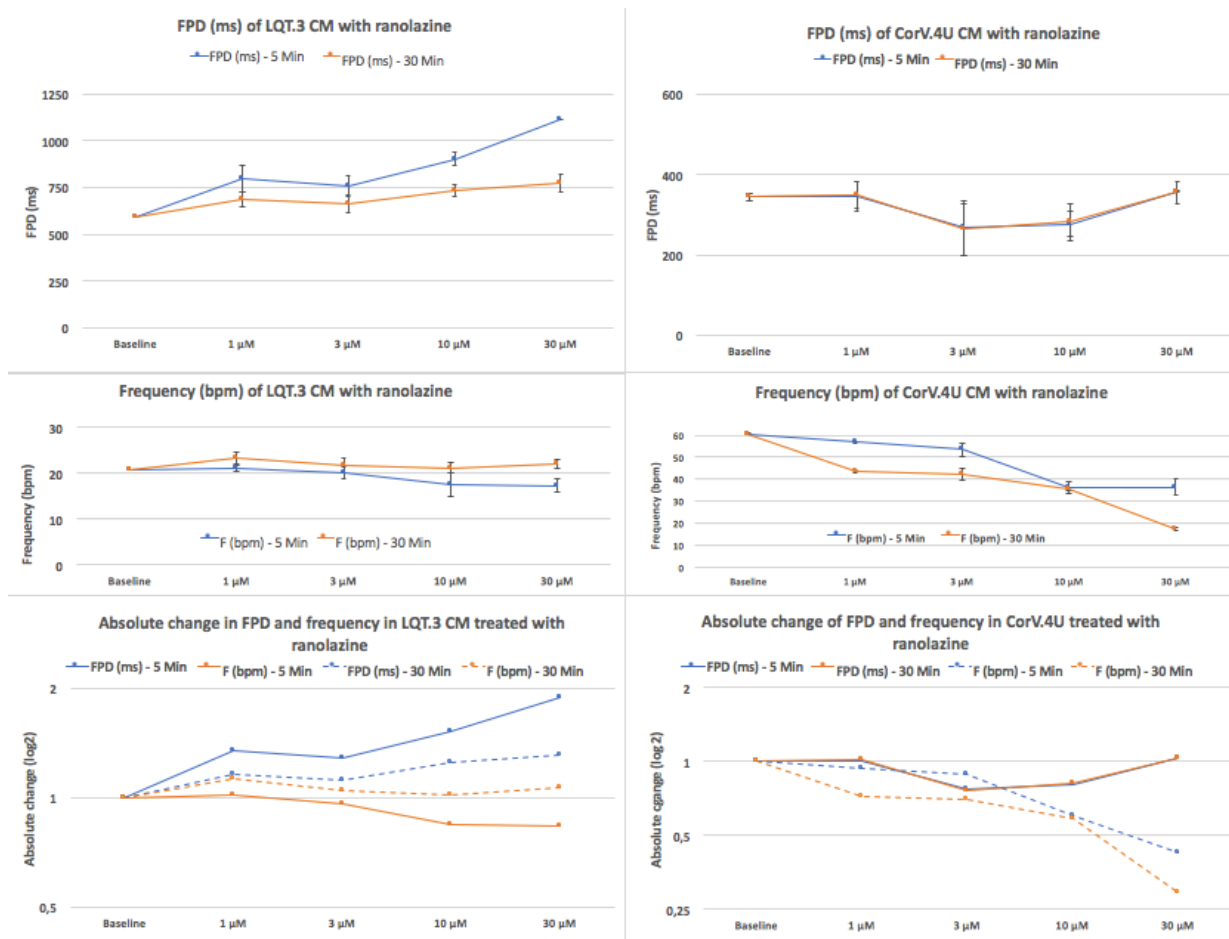 FPD (ms) of LQT.3 CM with ranolazine
FPD (ms) - 5 Min FPD (ms) - 30 Min
1250
1000
750
500
250
0
FPD (ms)
Baseline 1 µM 3 µM 10 µM 30 µM
FPD (ms) of CorV.4U CM with ranolazine
FPD (ms) - 5 Min FPD (ms) - 30 Min
600
400
200
0
FPD (ms)
Baseline 1 µM 3 µM 10 µM 30 µM
Frequency (bpm) of LQT.3 CM with ranolazine
30
20
10
0
Frequency (bpm)
F (bpm) - 5 Min F (bpm) - 30 Min
Baseline 1 µM 3 µM 10 µM 30 µM
Frequency (bpm) of CorV.4U CM with ranolazine
60
50
40
30
20
10
0
Frequency (bpm)
F (bpm) - 5 Min F (bpm) - 30 Min
Baseline 1 µM 3 µM 10 µM 30 µM
Absolute change in FPD and frequency in LQT.3 CM treated with
ranolazine
FPD (ms) - 5 Min F (bpm) - 5 Min FPD (ms) - 30 Min F (bpm) - 30 Min
2
1
0,5
Absolute change (log2)
Baseline 1 µM 3 µM 10 µM 30 µM
Absolute change of FPD and frequency in CorV.4U treated with
ranolazine
FPD (ms) - 5 Min FPD (ms) - 30 Min F (bpm) - 5 Min F (bpm) - 30 Min
2
1
0,5
0,25
Absolute cgange (log 2)
Baseline 1 µM 3 µM 10 µM 30 µM